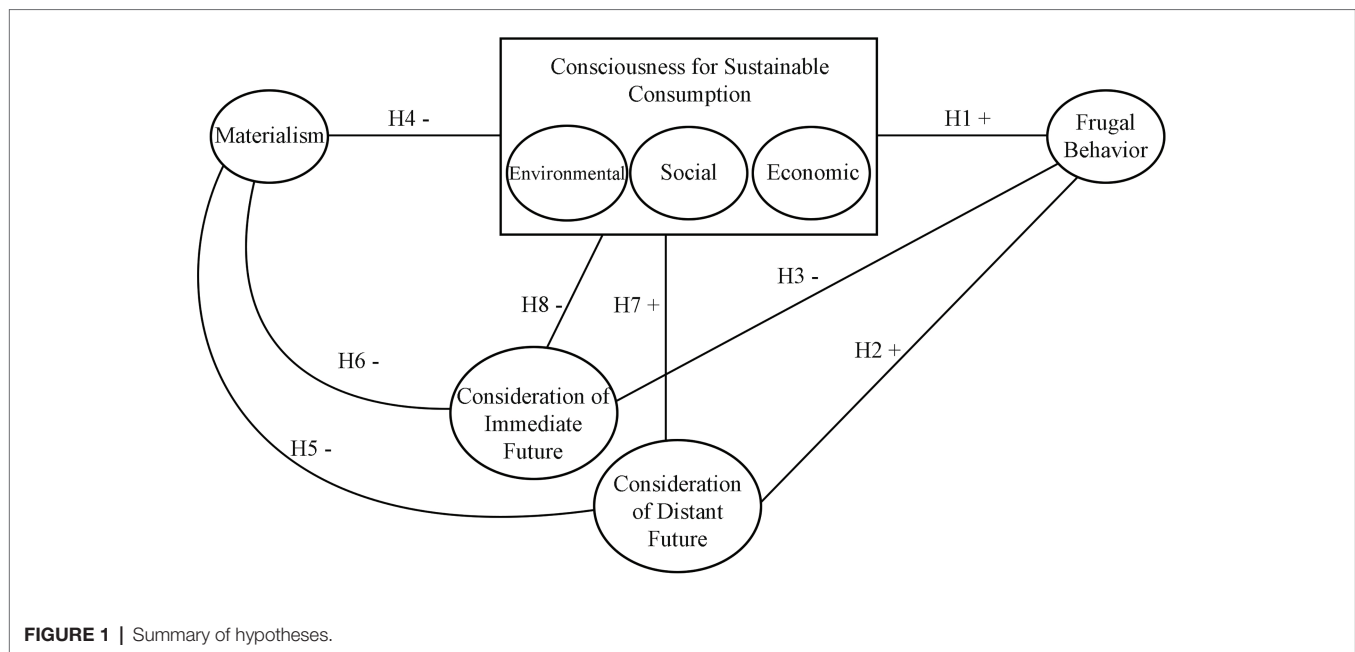 Consciousness for Sustainable
Consumption
Materialism
H4 -
H1 +
Frugal
Behavior
Environmental
Social
Economic
H3 -
H8 -
H7 +
H2 +
H6 -
Consideration of
Immediate
Future
H5 -
Consideration
of Distant
Future
FIGURE 1 | Summary of hypotheses.